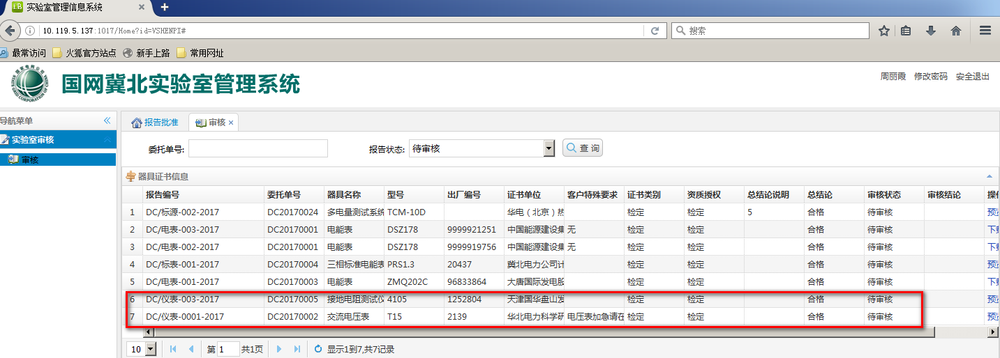 实验室管理信息系统
10.119.5.137:1017/Home?id=VSHENPI#
搜索
最常访问 火狐官方站点 新手上路 常用网址
国网冀北实验室管理系统
周丽霞 修改密码 安全退出
导航菜单
实验室审核
审核
报告批准 审核
委托单号: 报告状态: 待审核 查 询
器具证书信息
报告编号 委托单号 器具名称 型号 出厂编号 证书单位 客户特殊要求 证书类别 资质授权 总结论说明 总结论 审核状态 审核结论 操
1 DC/标源-002-2017 DC20170024 多电量测试系统 TCM-10D 华电（北京）热 检定 检定 5 合格 待审核 预
2 DC/电表-003-2017 DC20170001 电能表 DSZ178 9999921251 中国能源建设集 无 检定 检定 合格 待审核 下
3 DC/电表-002-2017 DC20170001 电能表 DSZ178 9999919756 中国能源建设集 无 检定 检定 合格 待审核 下
4 DC/标表-001-2017 DC20170004 三相标准电能表 PRS1.3 20437 冀北电力公司计 检定 检定 合格 待审核 预
5 DC/电表-001-2017 DC20170003 电能表 ZMQ202C 96833864 大唐国际发电股 检定 检定 合格 待审核 下
6 DC/仪表-003-2017 DC20170005 接地电阻测试仪 4105 1252804 天津国华盘山发 检定 检定 合格 待审核 预
7 DC/仪表-0001-2017 DC20170002 交流电压表 T15 2139 华北电力科学研 电压表加急请在 检定 检定 合格 待审核 预
10 第 1 共1页 显示1到7,共7记录